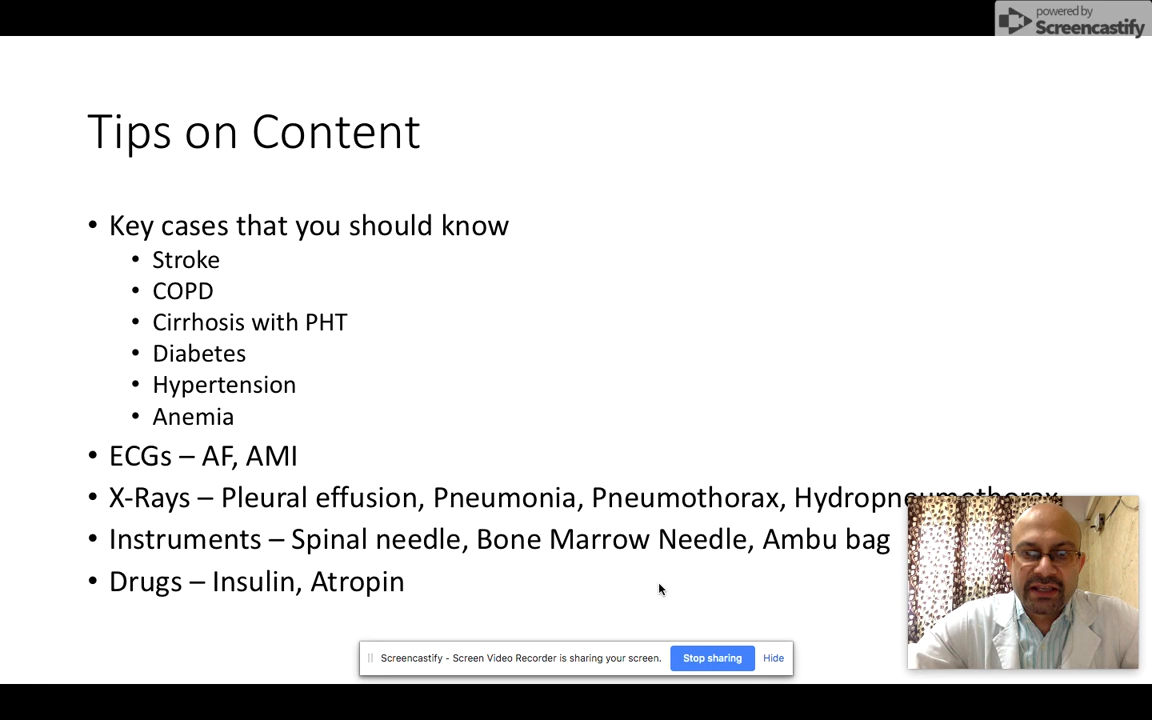 powered by
Screencastify
Tips on Content
• Key cases that you should know
• Stroke
• COPD
• Cirrhosis with PHT
• Diabetes
• Hypertension
• Anemia
• ECGs – AF, AMI
• X-Rays – Pleural effusion, Pneumonia, Pneumothorax, Hydropneumothorax
• Instruments – Spinal needle, Bone Marrow Needle, Ambu bag
• Drugs – Insulin, Atropin
Screencastify - Screen Video Recorder is sharing your screen. Stop sharing Hide